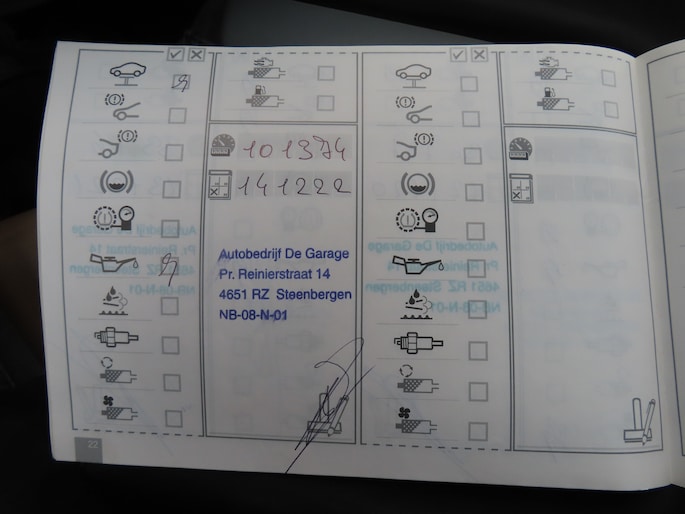 101374
141222
Autobedrijf De Garage
Pr. Reinierstraat 14
4651 RZ Steenbergen
NB-08-N-01
22